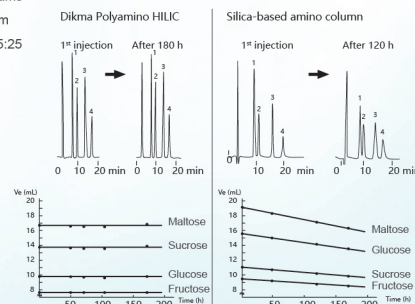 m
5:25
Dikma Polyamino HILIC
1st injection
After 180 h
1
2
3
4
1
2
3
4
0 10 20 min
0 10 20 min
Ve (mL)
20
18
16
14
12
10
8
Maltose
Sucrose
Glucose
Fructose
50 100 150 200
Time (h)
Silica-based amino column
1st injection
After 120 h
1
2
3
4
1
2
3
4
0 10 20 min
0 10 20 min
Ve (mL)
20
18
16
14
12
10
8
Maltose
Glucose
Sucrose
Fructose
50 100 150 200
Time (h)